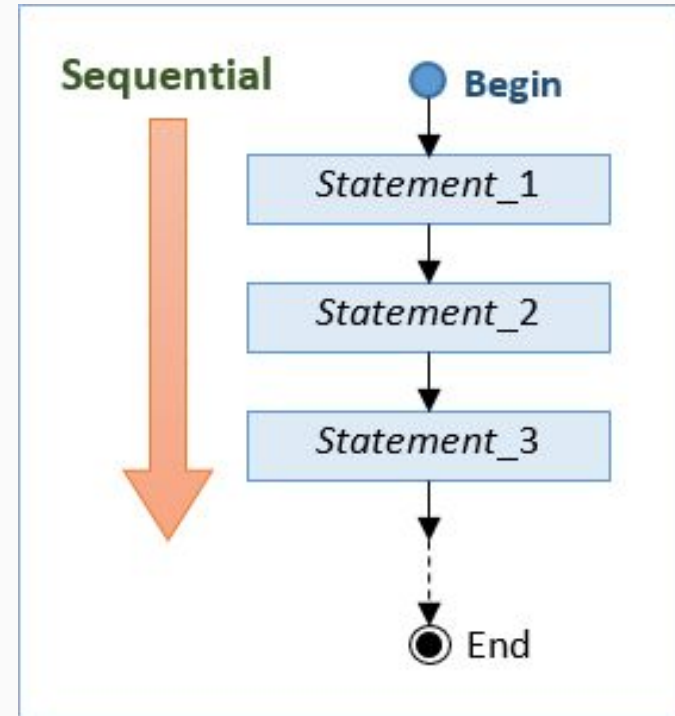 Sequential
Begin
Statement_1
Statement_2
Statement_3
End